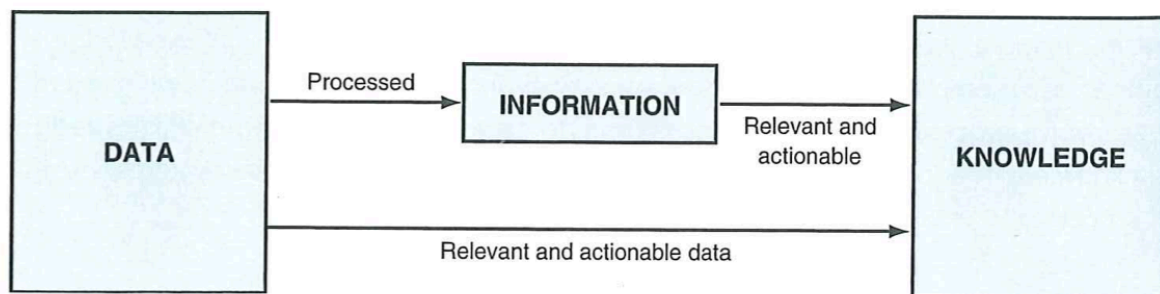 Processed
INFORMATION
Relevant and
actionable
DATA
KNOWLEDGE
Relevant and actionable data